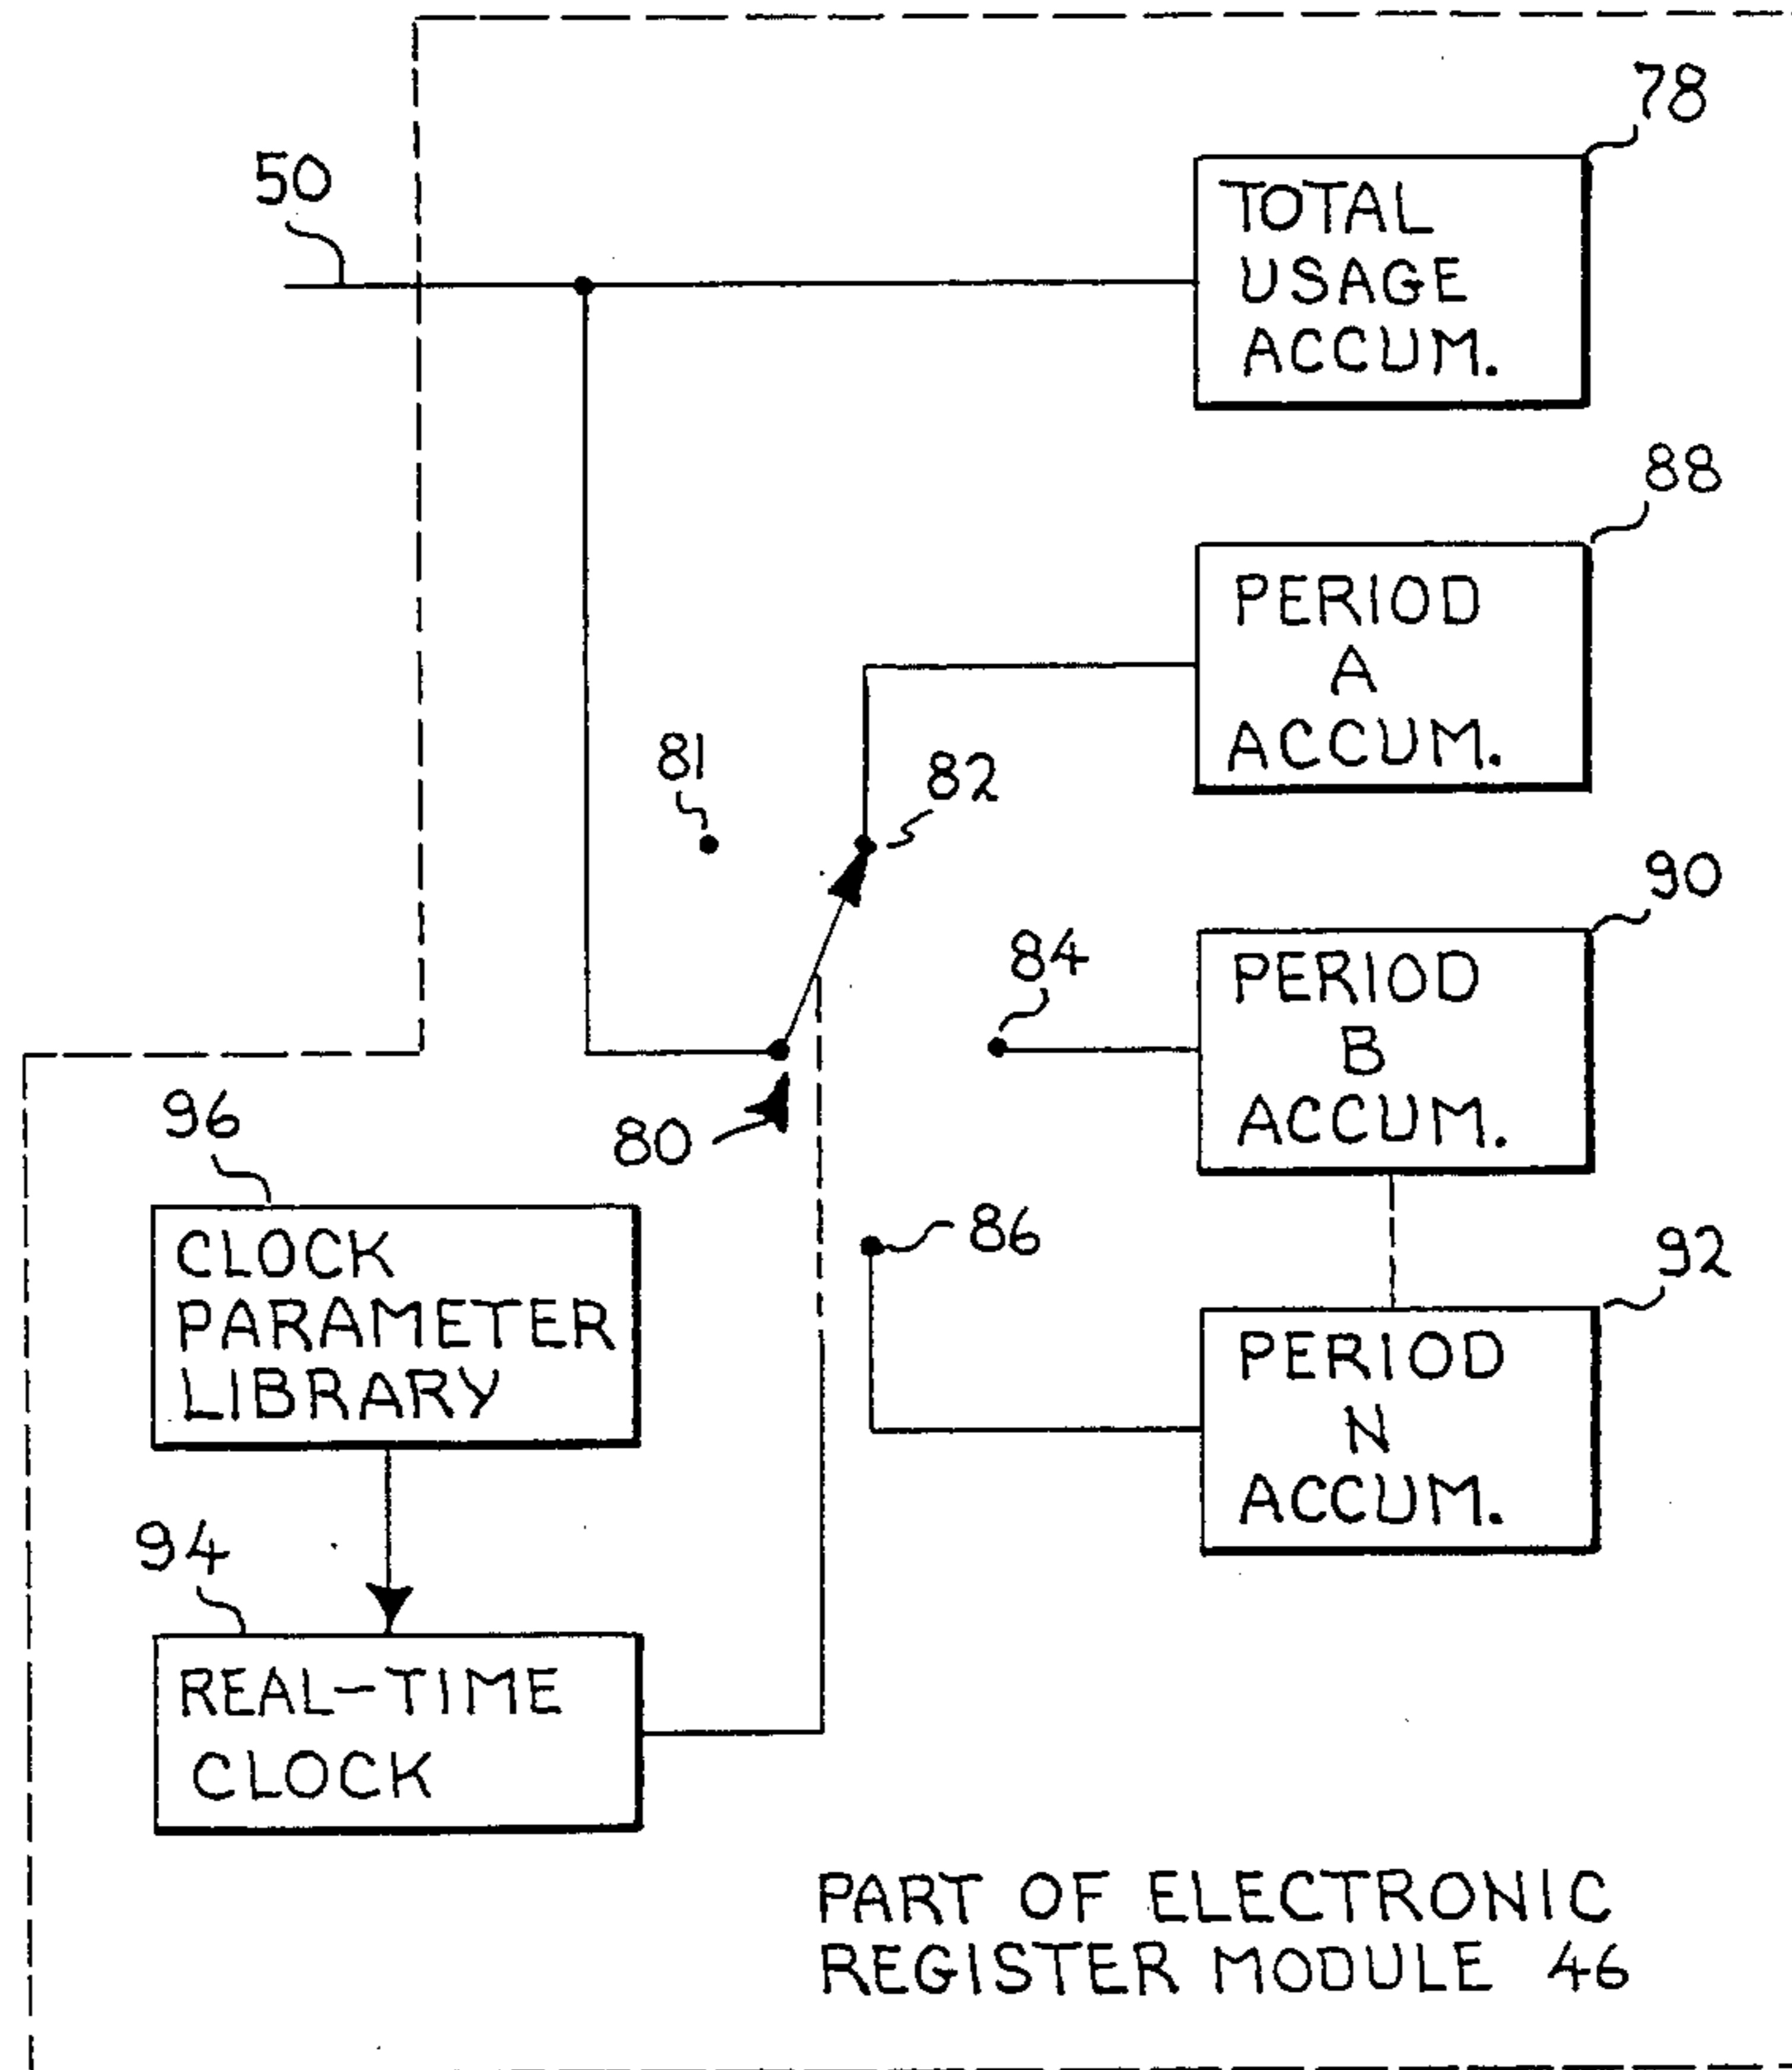 78
50
TOTAL
USAGE
ACCUM.
88
PERIOD
A
ACCUM.
81
82
90
84
PERIOD
B
ACCUM.
96
80
86
92
CLOCK
PARAMETER
LIBRARY
PERIOD
N
ACCUM.
94
REAL-TIME
CLOCK
PART OF ELECTRONIC
REGISTER MODULE 46